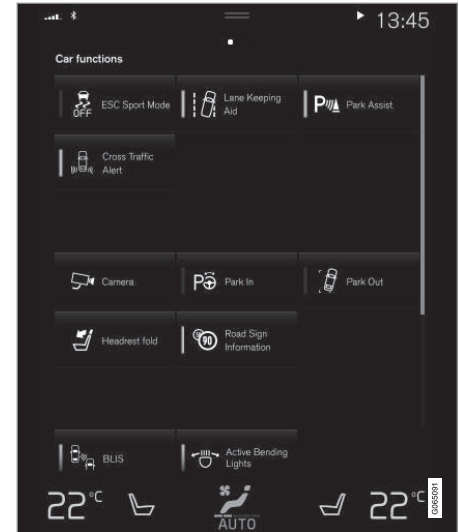 13:45
Car functions
OFF
ESC Sport Mode
Lane Keeping
Aid
P
Park Assist
Cross Traffic
Alert
Camera
P
Park In
Park Out
Headrest fold
90
Road Sign
Information
BLIS
Active Bending
Lights
22°C
AUTO
22°C
G065091